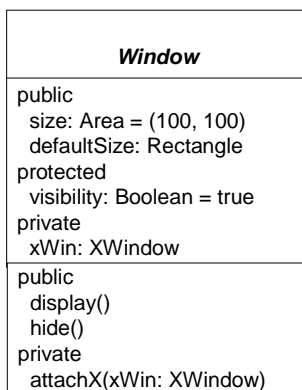 Window
public
size: Area = (100, 100)
defaultSize: Rectangle
protected
visibility: Boolean = true
private
xWin: XWindow
public
display()
hide()
private
attachX(xWin: XWindow)